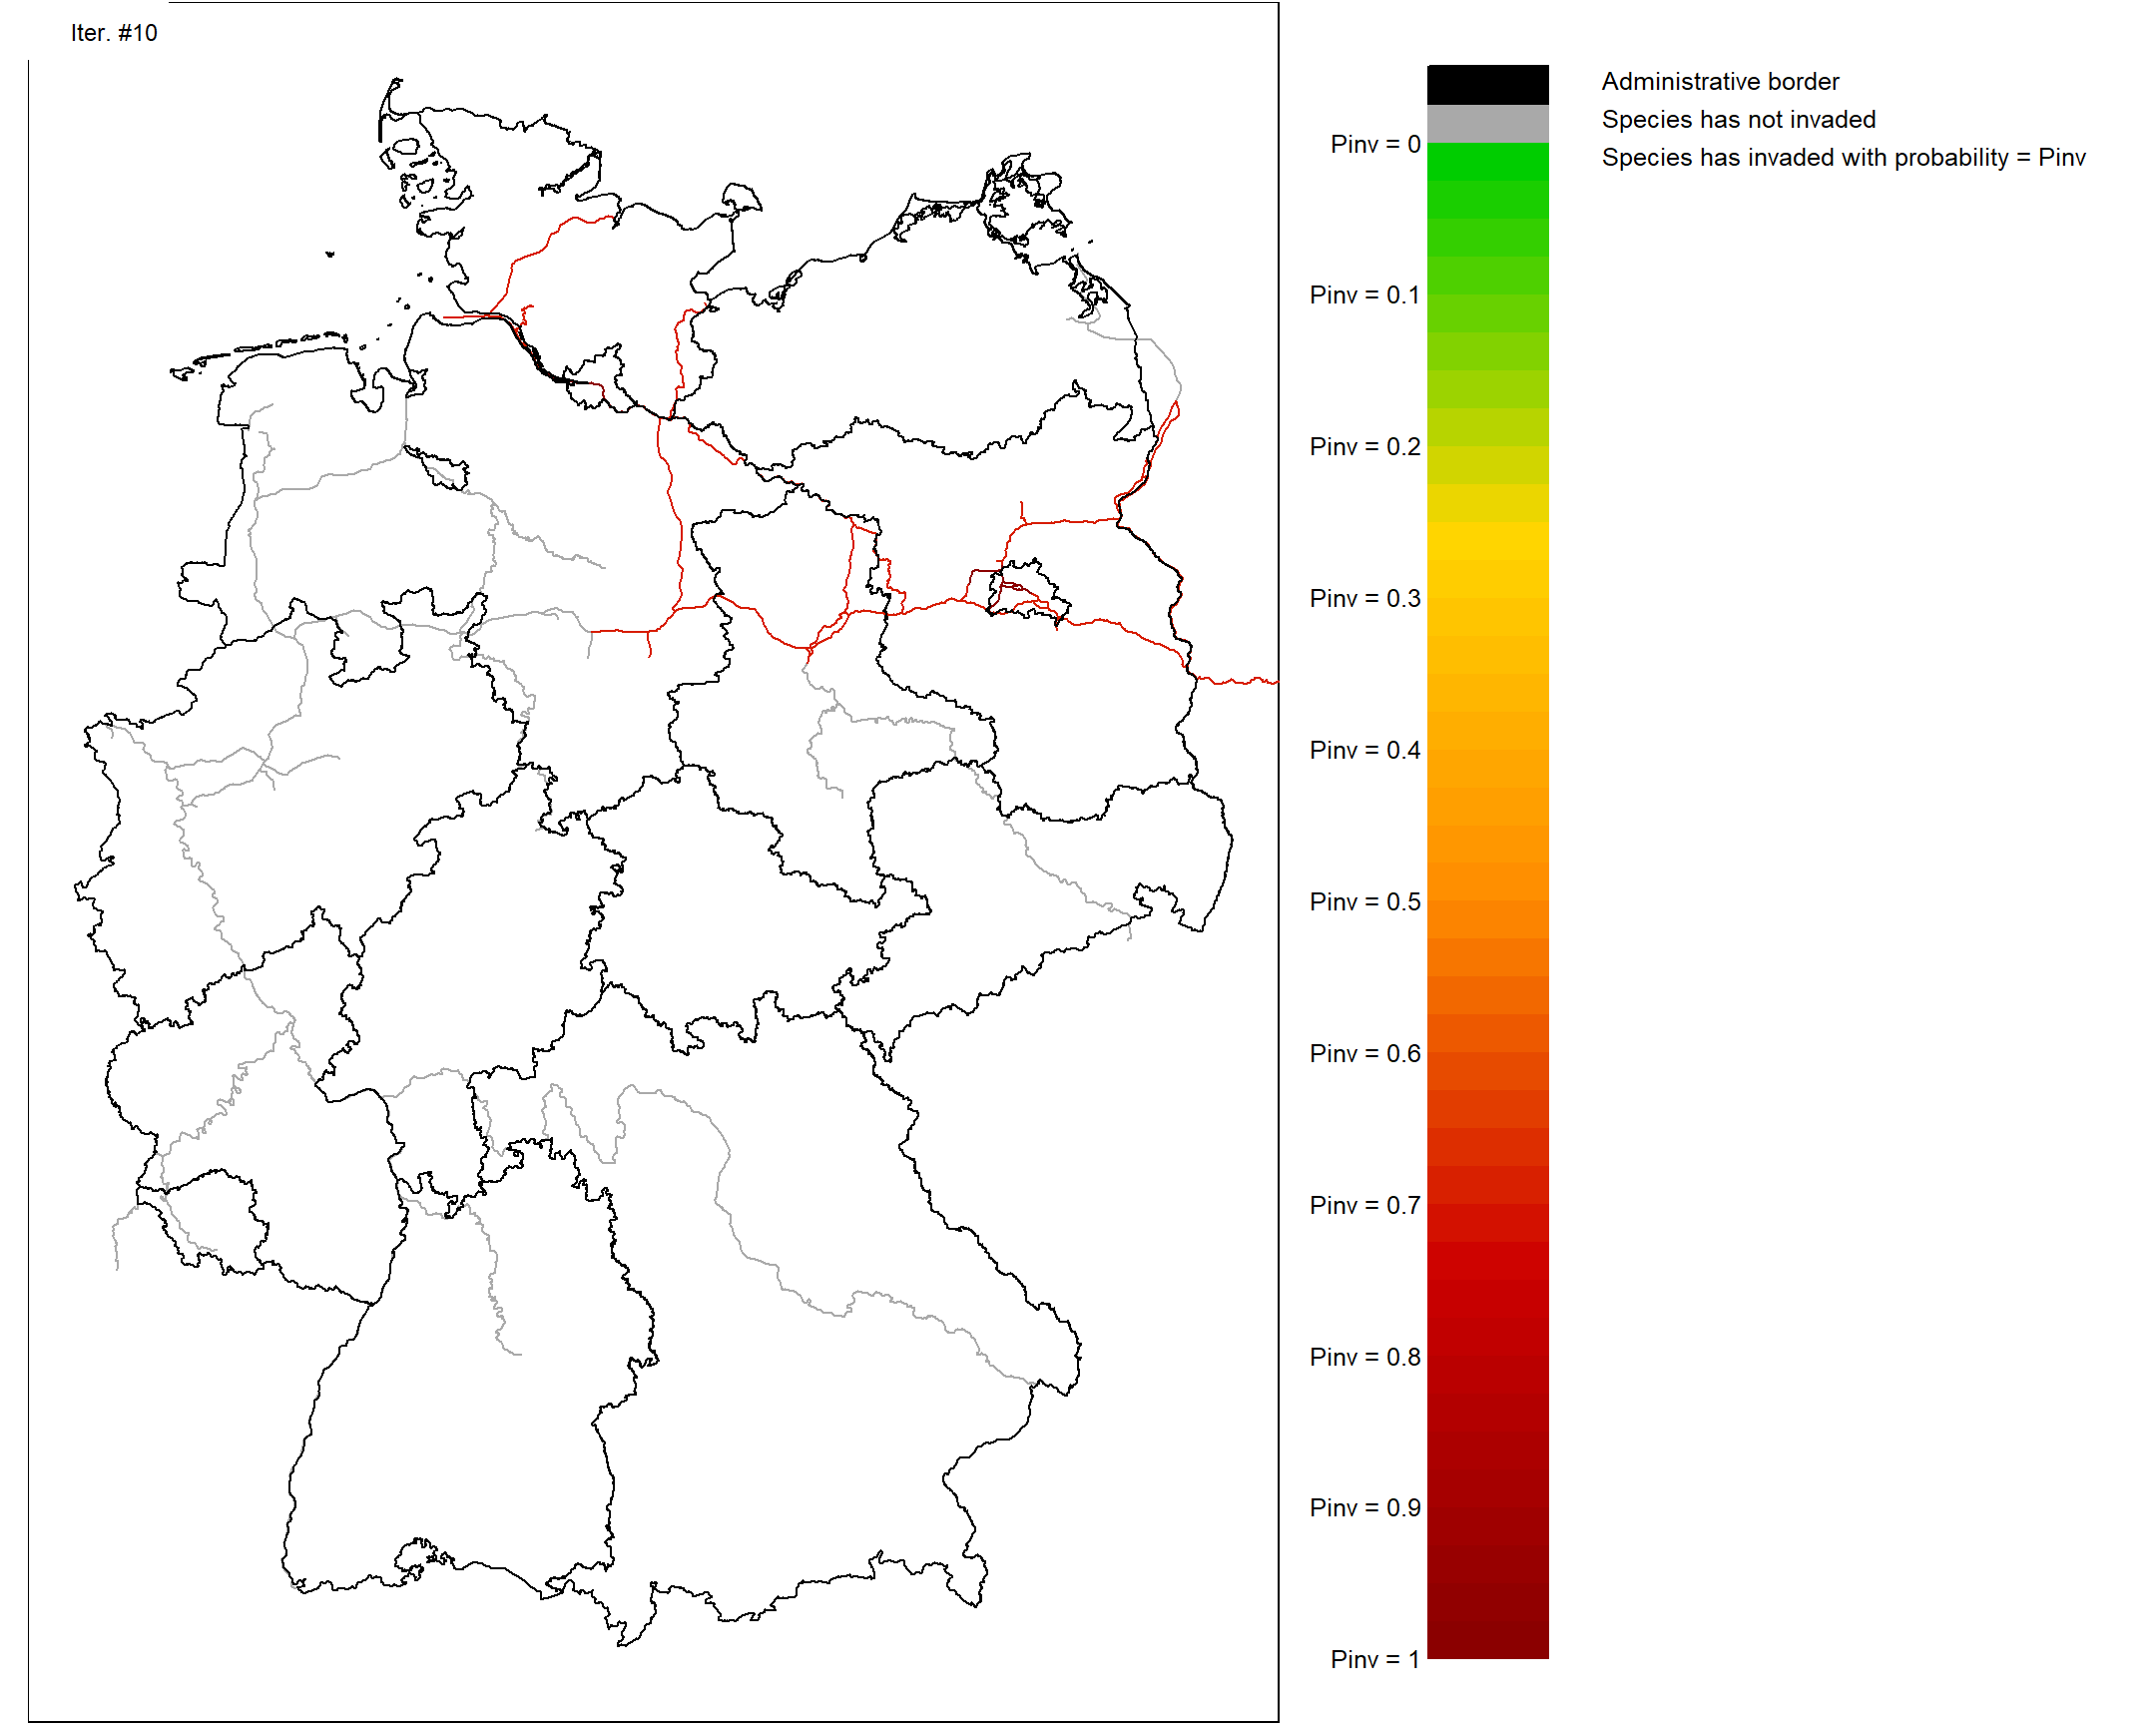 Iter. #10
Administrative border
Species has not invaded
Pinv = 0
Species has invaded with probability = Pinv
Pinv = 0.1
Pinv = 0.2
Pinv = 0.3
Pinv = 0.4
Pinv = 0.5
Pinv = 0.6
Pinv = 0.7
Pinv = 0.8
Pinv = 0.9
Pinv = 1